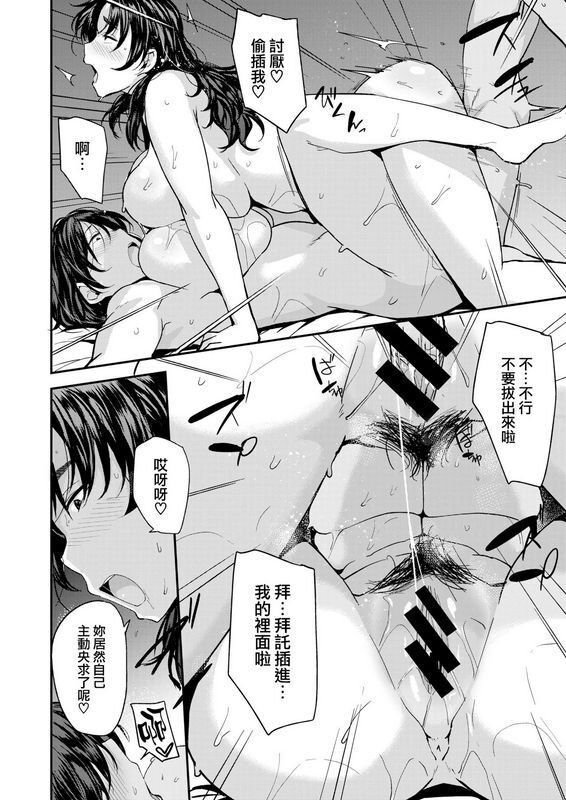 討厭♡
偷插我♡
啊…
不…不行
不要拔出來啦
哎呀呀♡
拜…拜託插進…
我的裡面啦
妳居然自己
主動央求了呢♡